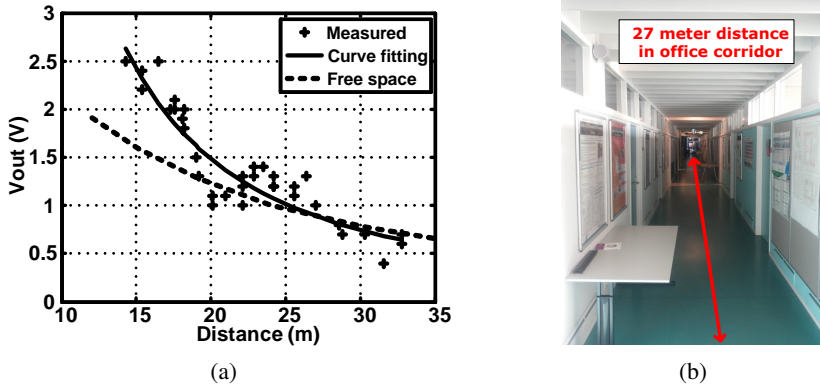 3
2.5
2
1.5
1
0.5
0
Vout (V)
Measured
Curve fitting
Free space
10
15
20
25
30
35
Distance (m)
(a)
27 meter distance
in office corridor
(b)